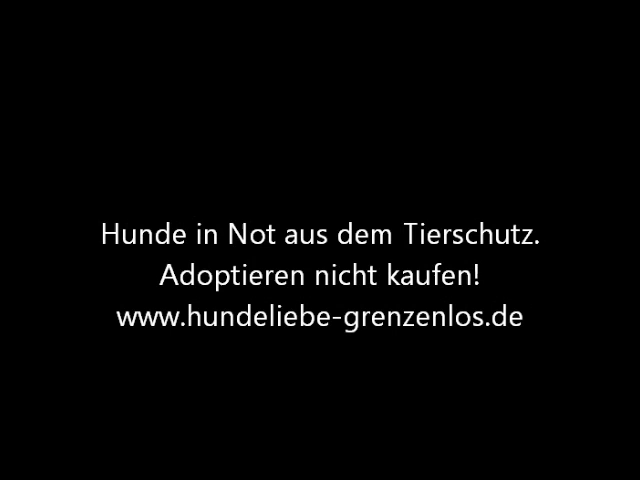 Hunde in Not aus dem Tierschutz.
Adoptieren nicht kaufen!
www.hundeliebe-grenzenlos.de